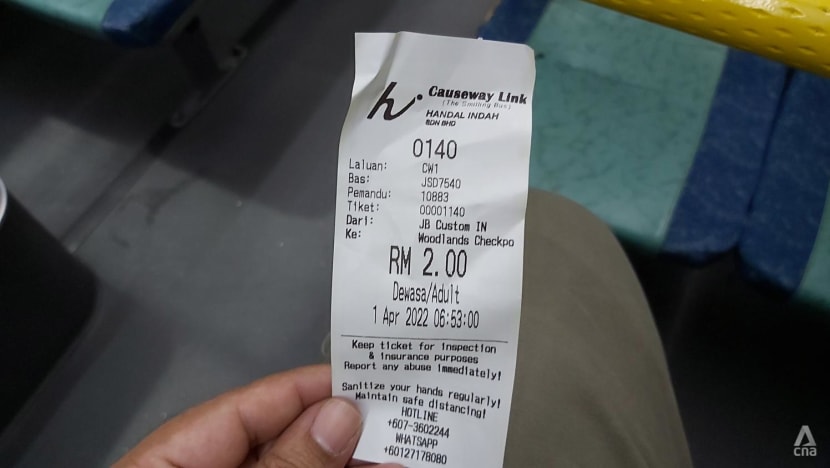 h. Causeway Link
(The Smiling Bus)
HANDAL INDAH
SDN BHD
0140
Laluan: CW1
Bas: JSD7540
Pemandu: 10883
Tiket: 00001140
Dari: JB Custom IN
Ke: Woodlands Checkpo
RM 2.00
Dewasa/Adult
1 Apr 2022 06:53:00
Keep ticket for inspection
& insurance purposes
Report any abuse immediately!
Sanitize your hands regularly!
Maintain safe distancing!
HOTLINE
+607-3602244
WHATSAPP
+60127178080
cna